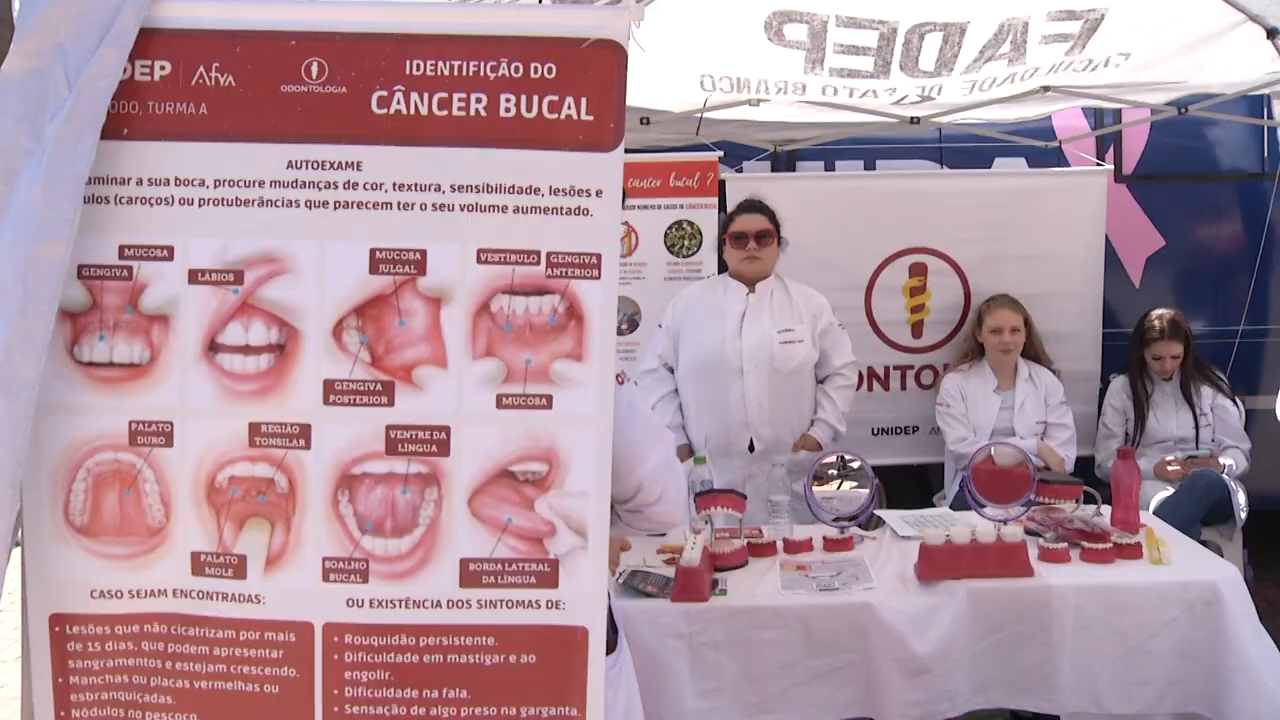 DEP Afya
ODONTOLOGIA
ODO, TURMA A
IDENTIFIÇÃO DO
CÂNCER BUCAL
AUTOEXAME
aminar a sua boca, procure mudanças de cor, textura, sensibilidade, lesões e
ulos (caroços) ou protuberâncias que parecem ter o seu volume aumentado.
MUCOSA
GENGIVA
LÁBIOS
MUCOSA
JULGAL
GENGIVA
POSTERIOR
VESTÍBULO
GENGIVA
ANTERIOR
MUCOSA
PALATO
DURO
REGIÃO
TONSILAR
PALATO
MOLE
VENTRE DA
LÍNGUA
SOALHO
BUCAL
BORDA LATERAL
DA LÍNGUA
CASO SEJAM ENCONTRADAS:
• Lesões que não cicatrizam por mais
de 15 dias, que podem apresentar
sangramentos e estejam crescendo.
• Manchas ou placas vermelhas ou
esbranquiçadas.
• Nódulos no pescoço.
OU EXISTÊNCIA DOS SINTOMAS DE:
• Rouquidão persistente.
• Dificuldade em mastigar e ao
engolir.
• Dificuldade na fala.
• Sensação de algo preso na garganta.
FADEP
FACULDADE DE PATO BRANCO
cancer bucal ?
ONTOL
UNIDEP